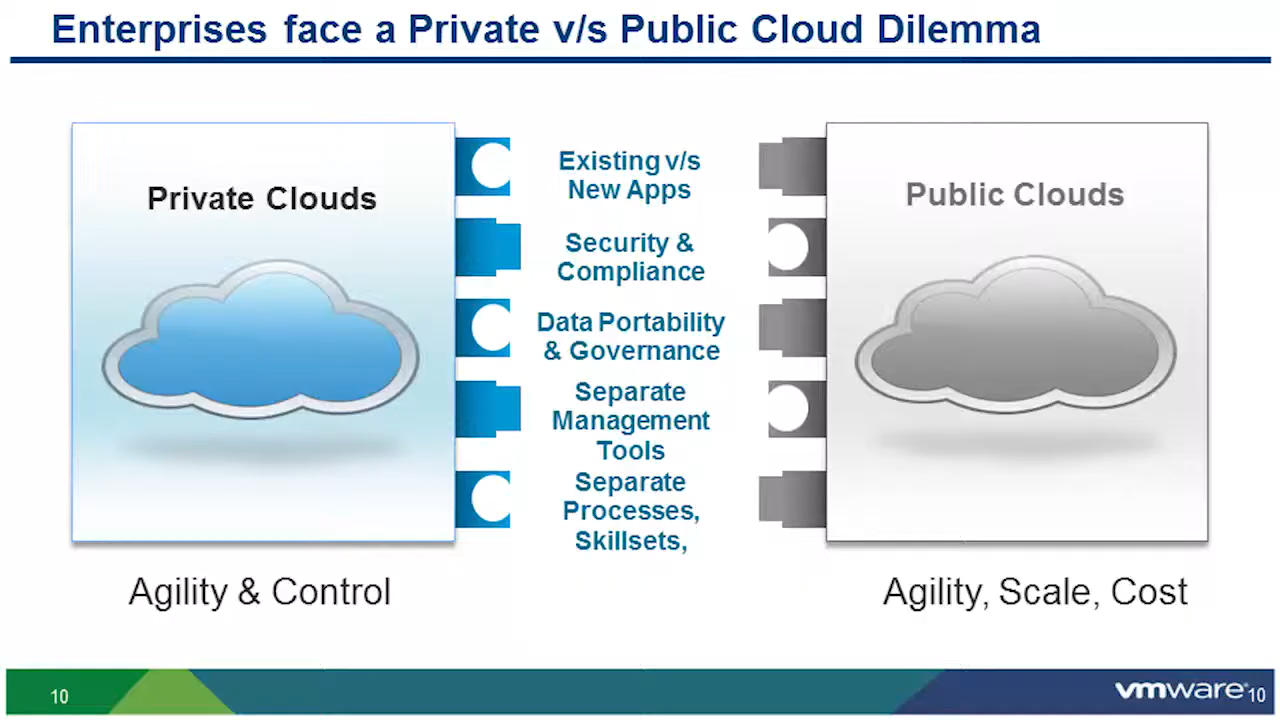 Enterprises face a Private v/s Public Cloud Dilemma
Private Clouds
Existing v/s
New Apps
Security &
Compliance
Data Portability
& Governance
Separate
Management
Tools
Separate
Processes,
Skillsets,
Public Clouds
Agility & Control
Agility, Scale, Cost
10
vmware®
10